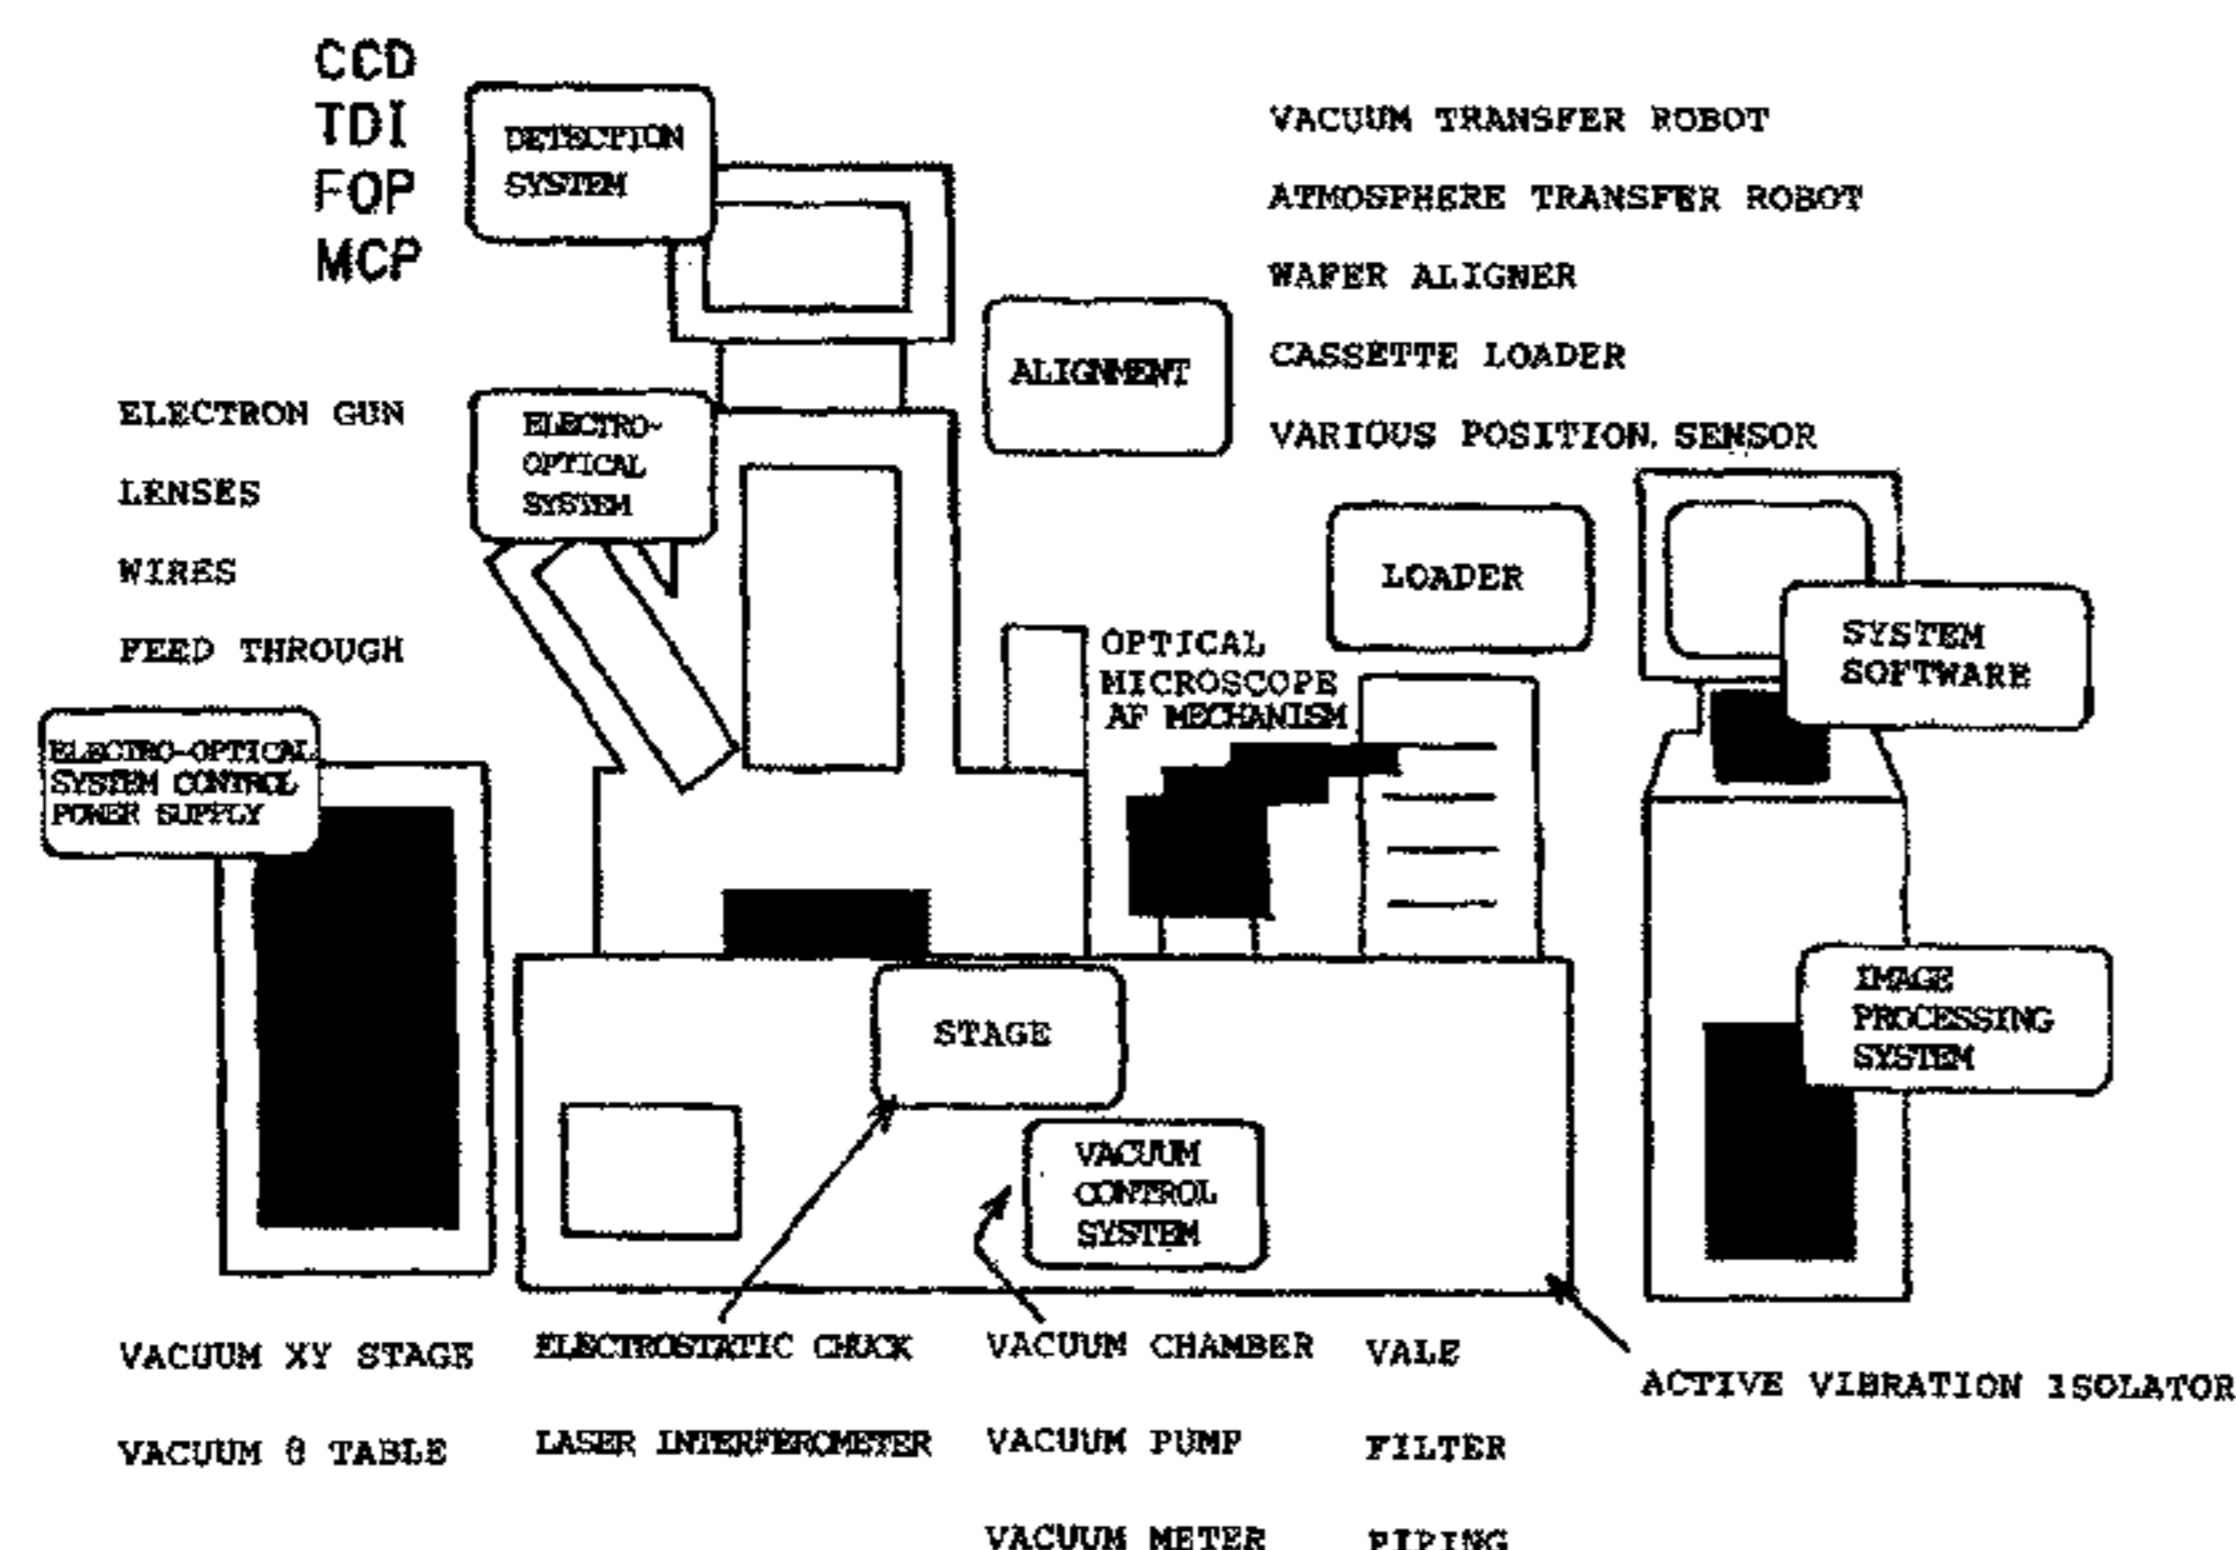 CCD
TDI
FOP
MCP
DETECTION
SYSTEM
VACUUM TRANSFER ROBOT
ATMOSPHERE TRANSFER ROBOT
WAFER ALIGNER
CASSETTE LOADER
VARIOUS POSITION SENSOR
ALIGNMENT
ELECTRON GUN
LENSES
WIRES
FEED THROUGH
ELECTRO-
OPTICAL
SYSTEM
LOADER
SYSTEM
SOFTWARE
OPTICAL
MICROSCOPE
AF MECHANISM
ELECTRO-OPTICAL
SYSTEM CONTROL
POWER SUPPLY
STAGE
IMAGE
PROCESSING
SYSTEM
VACUUM
CONTROL
SYSTEM
VACUUM XY STAGE
VACUUM θ TABLE
ELECTROSTATIC CHUCK
LASER INTERFEROMETER
VACUUM CHAMBER
VACUUM PUMP
VACUUM METER
VALE
FILTER
PIPING
ACTIVE VIBRATION ISOLATOR